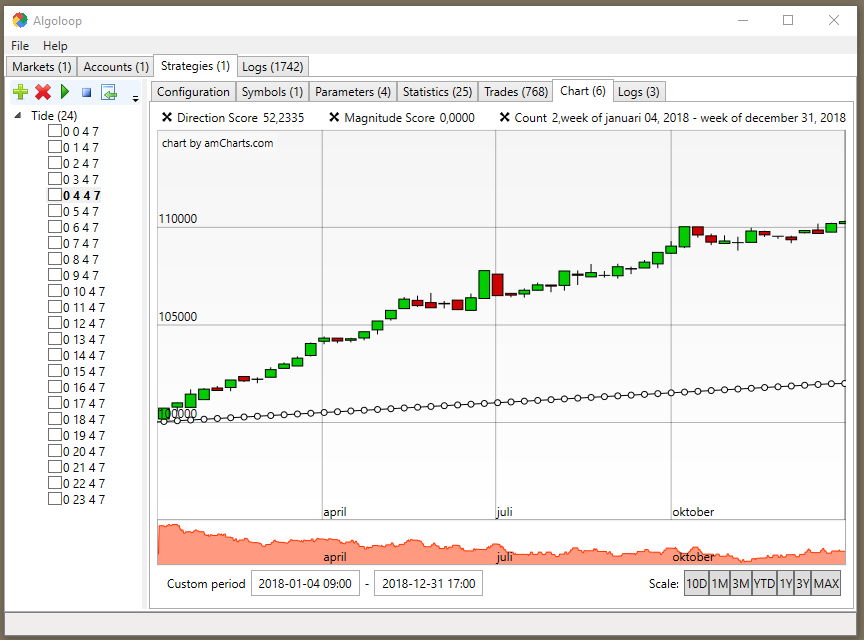 Algoloop
File Help
Markets (1) Accounts (1) Strategies (1) Logs (1742)
Configuration Symbols (1) Parameters (4) Statistics (25) Trades (768) Chart (6) Logs (3)
Tide (24)
0 0 4 7
0 1 4 7
0 2 4 7
0 3 4 7
0 4 4 7
0 5 4 7
0 6 4 7
0 7 4 7
0 8 4 7
0 9 4 7
0 10 4 7
0 11 4 7
0 12 4 7
0 13 4 7
0 14 4 7
0 15 4 7
0 16 4 7
0 17 4 7
0 18 4 7
0 19 4 7
0 20 4 7
0 21 4 7
0 22 4 7
0 23 4 7
Direction Score 52,2335 Magnitude Score 0,0000 Count 2,week of januari 04, 2018 - week of december 31, 2018
chart by amCharts.com
110000
105000
100000
april juli oktober
april juli oktober
Custom period 2018-01-04 09:00 - 2018-12-31 17:00 Scale: 10D 1M 3M YTD 1Y 3Y MAX